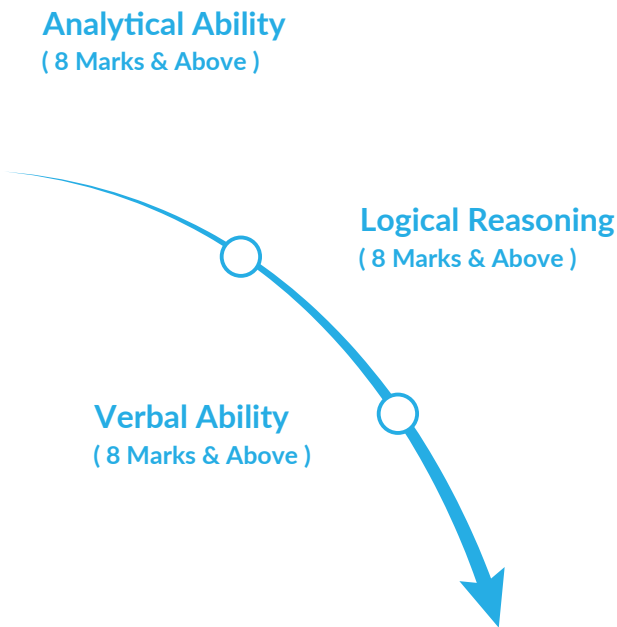 Analytical Ability
( 8 Marks & Above )
Logical Reasoning
( 8 Marks & Above )
Verbal Ability
( 8 Marks & Above )